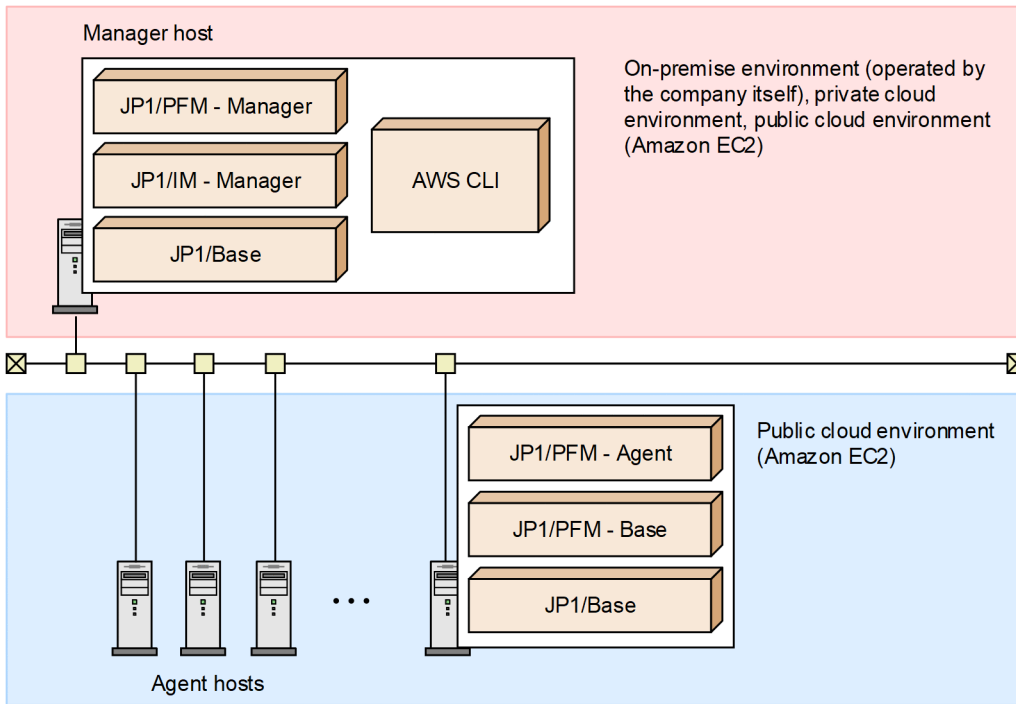 Manager host
JP1/PFM - Manager
JP1/IM - Manager
JP1/Base
AWS CLI
On-premise environment (operated by
the company itself), private cloud
environment, public cloud environment
(Amazon EC2)
JP1/PFM - Agent
JP1/PFM - Base
JP1/Base
Public cloud environment
(Amazon EC2)
...
Agent hosts